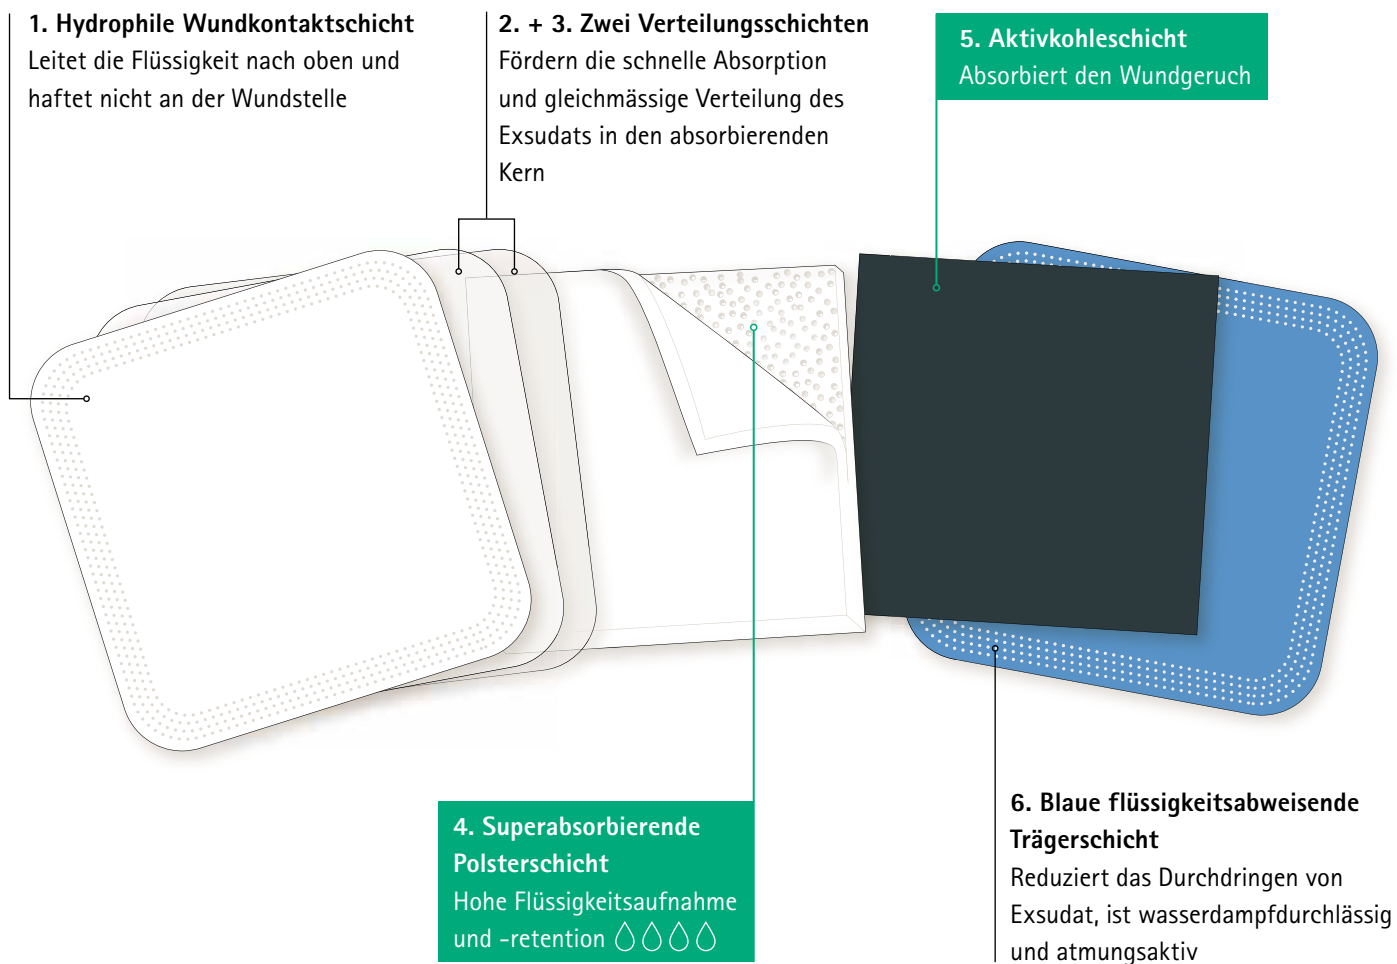 1. Hydrophile Wundkontaktschicht
Leitet die Flüssigkeit nach oben und
haftet nicht an der Wundstelle
2. + 3. Zwei Verteilungsschichten
Fördern die schnelle Absorption
und gleichmässige Verteilung des
Exsudats in den absorbierenden
Kern
5. Aktivkohleschicht
Absorbiert den Wundgeruch
4. Superabsorbierende
Polsterschicht
Hohe Flüssigkeitsaufnahme
und -retention
6. Blaue flüssigkeitsabweisende
Trägerschicht
Reduziert das Durchdringen von
Exsudat, ist wasserdampfdurchlässig
und atmungsaktiv